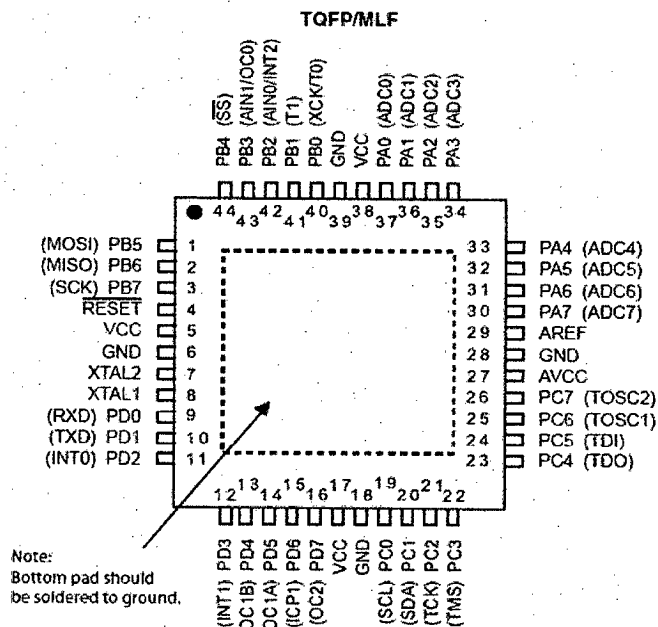 TQFP/MLF
PB4 (SS)
PB3 (AIN1/OC0)
PB2 (AIN0/INT2)
PB1 (T1)
PB0 (XCK/T0)
GND
VCC
PA0 (ADC0)
PA1 (ADC1)
PA2 (ADC2)
PA3 (ADC3)
44 43 42 41 40 39 38 37 36 35 34
(MOSI) PB5 1
(MISO) PB6 2
(SCK) PB7 3
RESET 4
VCC 5
GND 6
XTAL2 7
XTAL1 8
(RXD) PD0 9
(TXD) PD1 10
(INT0) PD2 11
33 PA4 (ADC4)
32 PA5 (ADC5)
31 PA6 (ADC6)
30 PA7 (ADC7)
29 AREF
28 GND
27 AVCC
26 PC7 (TOSC2)
25 PC6 (TOSC1)
24 PC5 (TDI)
23 PC4 (TDO)
12 13 14 15 16 17 18 19 20 21 22
(INT1) PD3
OC1B) PD4
OC1A) PD5
(ICP1) PD6
(OC2) PD7
VCC
GND
(SCL) PC0
(SDA) PC1
(TCK) PC2
(TMS) PC3
Note:
Bottom pad should
be soldered to ground.